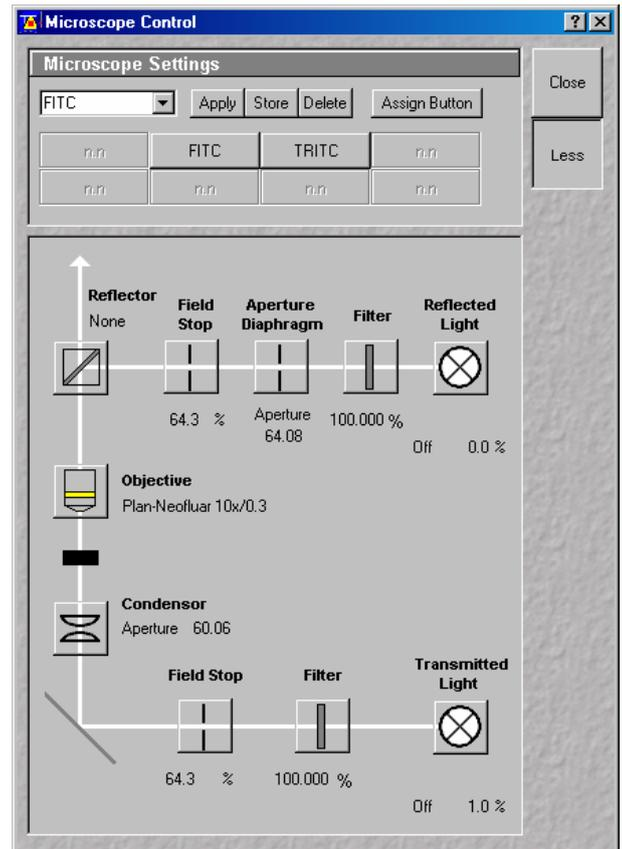 Microscope Control
Microscope Settings
Close
FITC Apply Store Delete Assign Button
n.n FITC TRITC n.n
Less
n.n n.n n.n n.n
Reflector
None
Field
Stop
Aperture
Diaphragm
Filter
Reflected
Light
64.3 %
Aperture
64.08
100.000 %
Off 0.0 %
Objective
Plan-Neofluar 10x/0.3
Condensor
Aperture 60.06
Field Stop
Filter
Transmitted
Light
64.3 %
100.000 %
Off 1.0 %